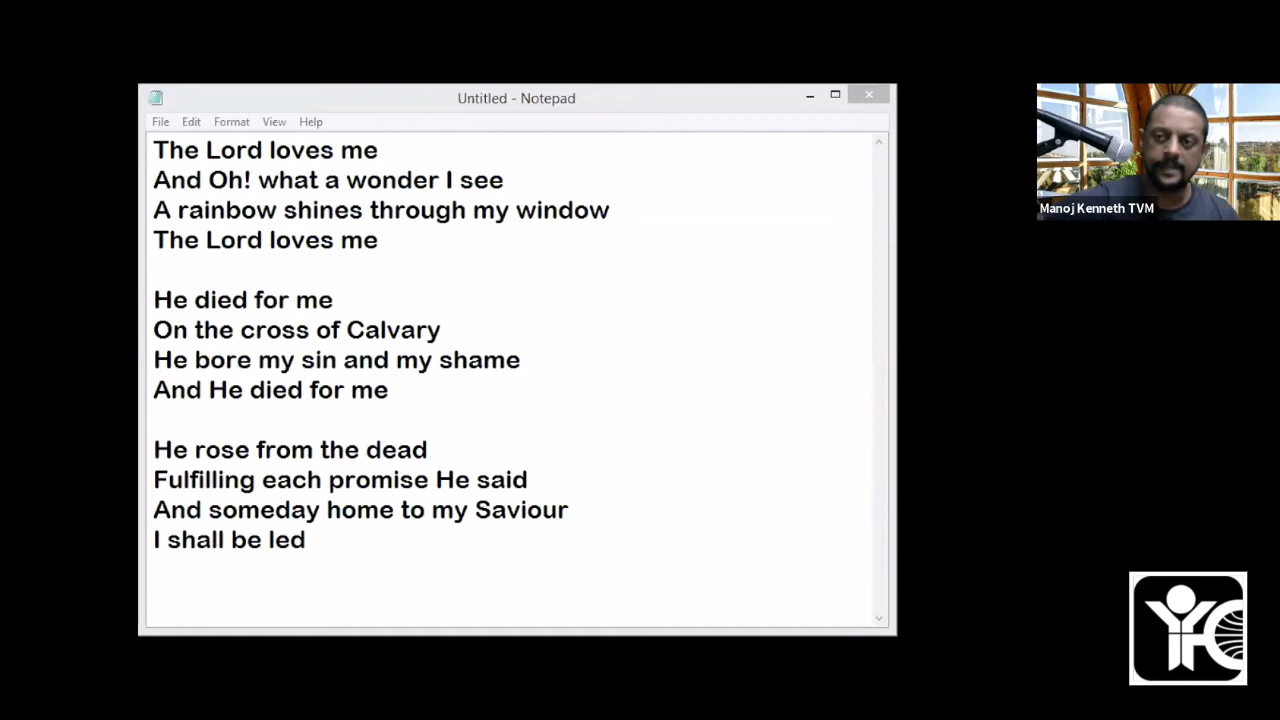 Untitled - Notepad
File Edit Format View Help
The Lord loves me
And Oh! what a wonder I see
A rainbow shines through my window
The Lord loves me
He died for me
On the cross of Calvary
He bore my sin and my shame
And He died for me
He rose from the dead
Fulfilling each promise He said
And someday home to my Saviour
I shall be led
Manoj Kenneth TVM
YFC